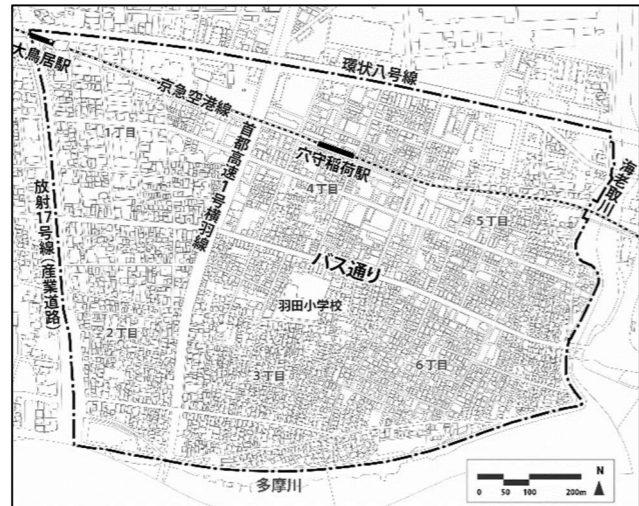 大鳥居駅
環状八号線
京急空港線
1丁目
首都高速1号横羽線
穴守稲荷駅
海老取川
4丁目
5丁目
放射17号線(産業道路)
バス通り
羽田小学校
2丁目
3丁目
6丁目
多摩川
N
0 50 100 200m